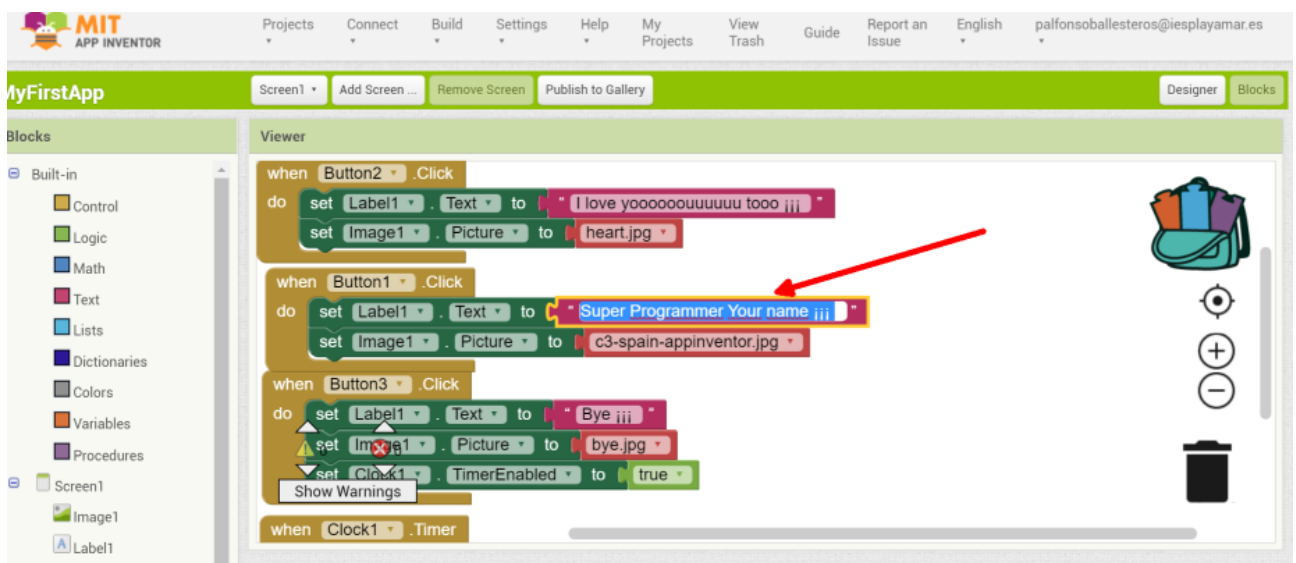 MIT
APP INVENTOR
Projects Connect Build Settings Help My Projects View Trash Guide Report an Issue English palfonsoballesteros@iesplayamar.es
MyFirstApp Screen1 Add Screen ... Remove Screen Publish to Gallery Designer Blocks
Blocks
Built-in
Control
Logic
Math
Text
Lists
Dictionaries
Colors
Variables
Procedures
Screen1
Image1
Label1
Viewer
when Button2 .Click
do set Label1 . Text to " I love yoooooouuuuuu tooo ¡¡¡ "
set Image1 . Picture to heart.jpg
when Button1 .Click
do set Label1 . Text to " Super Programmer Your name ¡¡¡ "
set Image1 . Picture to c3-spain-appinventor.jpg
when Button3 .Click
do set Label1 . Text to " Bye ¡¡¡ "
set Image1 . Picture to bye.jpg
set Clock1 . TimerEnabled to true
Show Warnings
when Clock1 .Timer